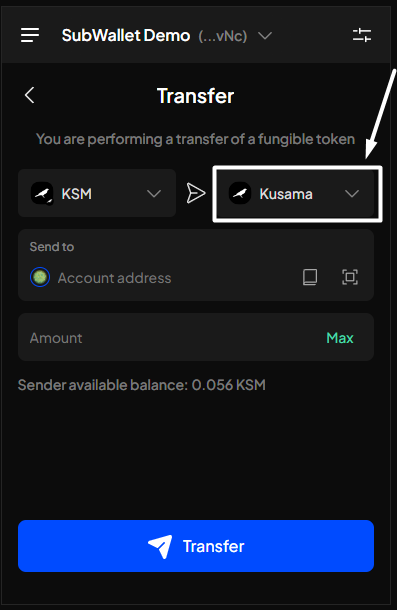 SubWallet Demo (...vNc)
Transfer
You are performing a transfer of a fungible token
KSM Kusama
Send to
Account address
Amount Max
Sender available balance: 0.056 KSM
Transfer